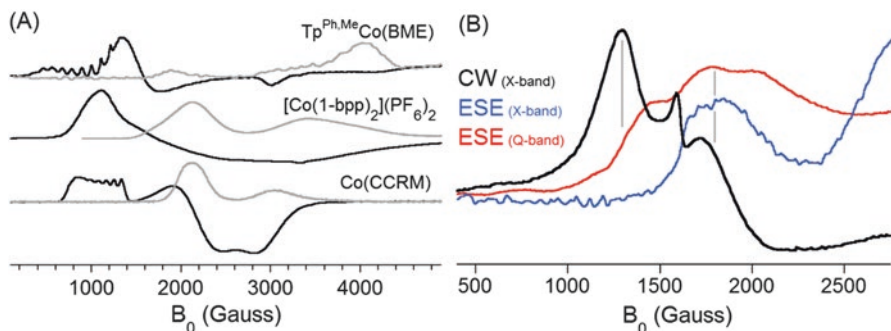 (A)
Tp^Ph,Me Co(BME)
[Co(1-bpp)₂](PF₆)₂
Co(CCRM)
1000 2000 3000 4000
B₀ (Gauss)
(B)
CW (X-band)
ESE (X-band)
ESE (Q-band)
500 1000 1500 2000 2500
B₀ (Gauss)